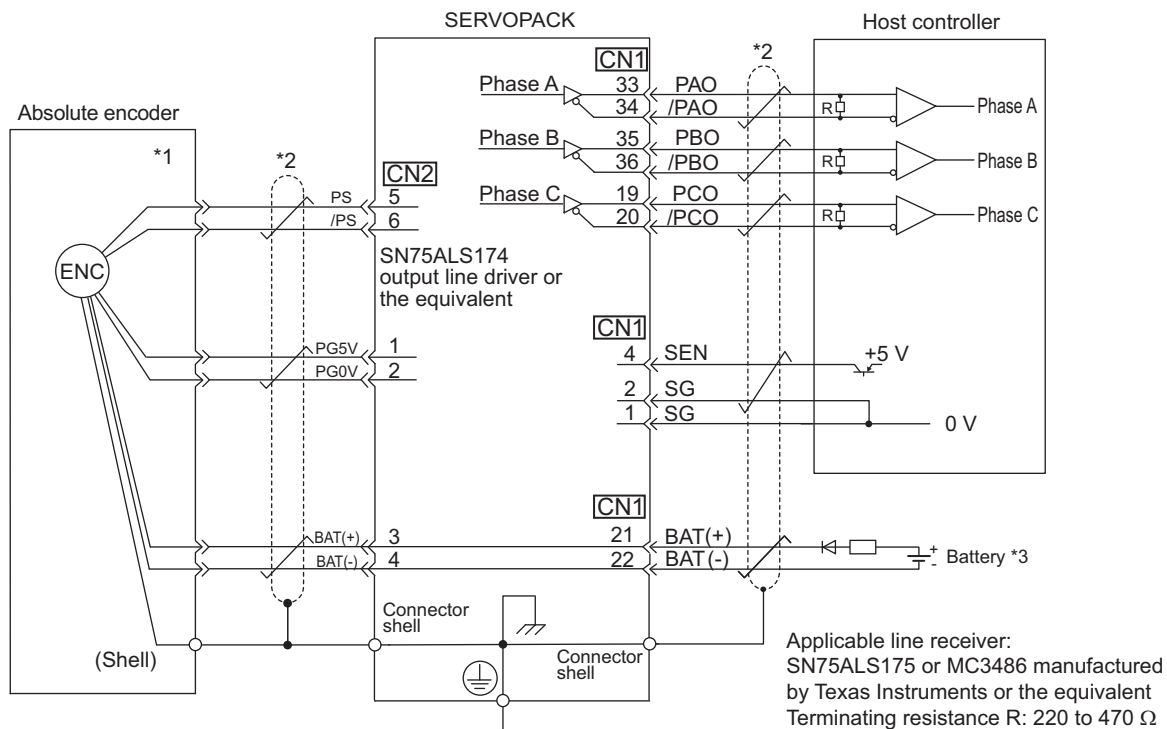 SERVOPACK
Host controller
Absolute encoder
*1
*2
CN2
PS 5
/PS 6
ENC
SN75ALS174
output line driver or
the equivalent
PG5V 1
PG0V 2
BAT(+) 3
BAT(-) 4
(Shell)
Connector
shell
CN1
*2
Phase A 33 PAO R Phase A
34 /PAO
Phase B 35 PBO R Phase B
36 /PBO
Phase C 19 PCO R Phase C
20 /PCO
CN1
4 SEN +5 V
2 SG
1 SG 0 V
CN1
21 BAT(+)
22 BAT(-)
+
-
Battery *3
Connector
shell
Applicable line receiver:
SN75ALS175 or MC3486 manufactured
by Texas Instruments or the equivalent
Terminating resistance R: 220 to 470 Ω